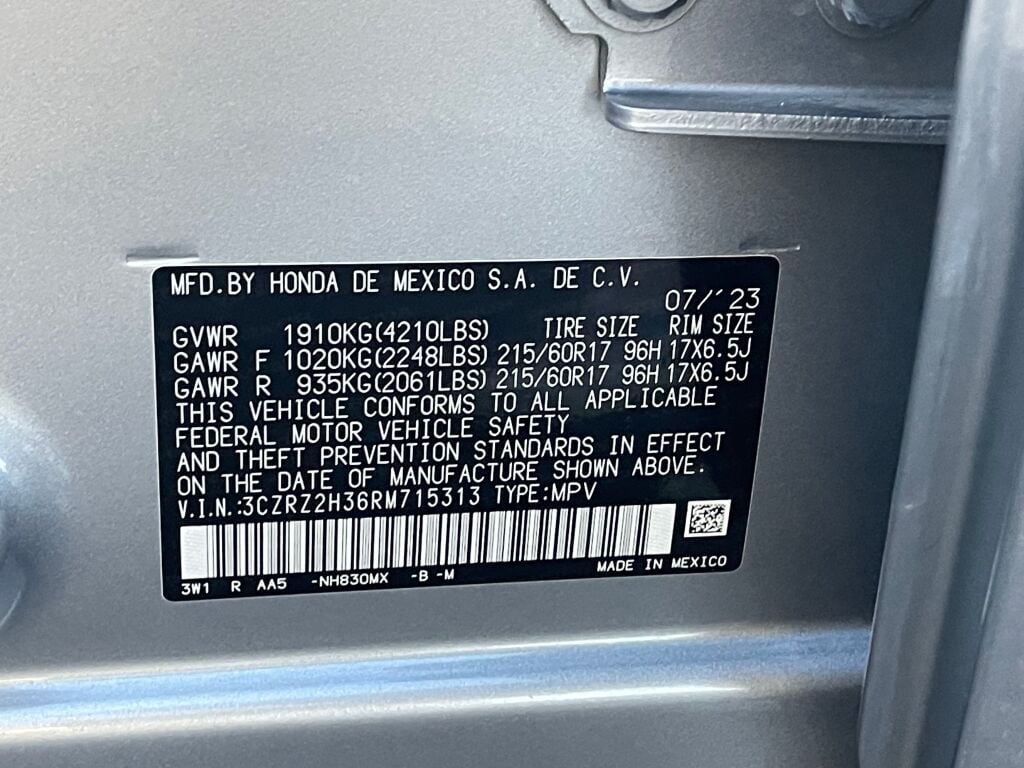 MFD.BY HONDA DE MEXICO S.A. DE C.V.
07/'23
GVWR 1910KG(4210LBS) TIRE SIZE RIM SIZE
GAWR F 1020KG(2248LBS) 215/60R17 96H 17X6.5J
GAWR R 935KG(2061LBS) 215/60R17 96H 17X6.5J
THIS VEHICLE CONFORMS TO ALL APPLICABLE
FEDERAL MOTOR VEHICLE SAFETY
AND THEFT PREVENTION STANDARDS IN EFFECT
ON THE DATE OF MANUFACTURE SHOWN ABOVE.
V.I.N.:3CZRZ2H36RM715313 TYPE:MPV
3W1 R AA5 -NH830MX -B -M MADE IN MEXICO